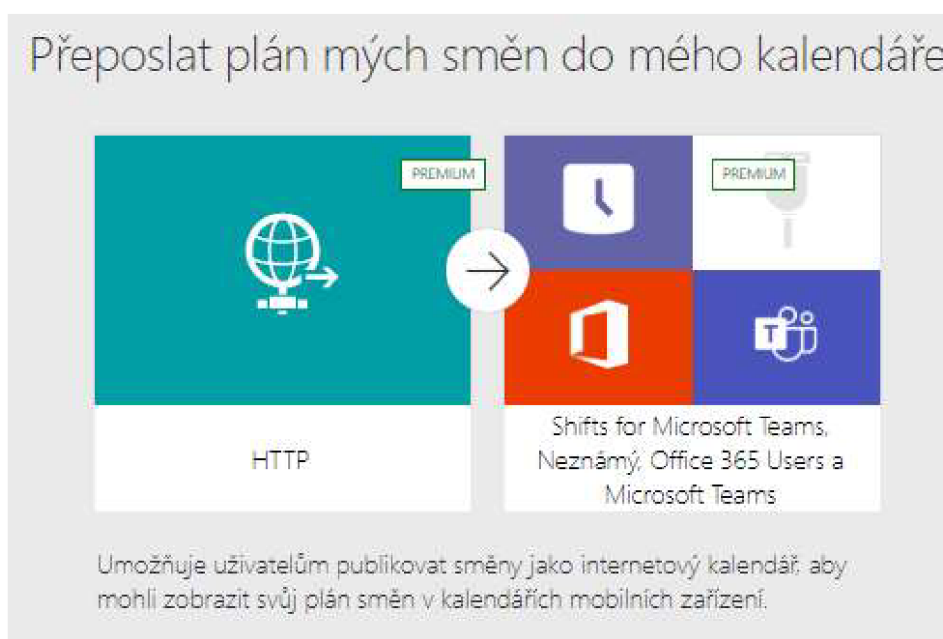 Přeposlat plán mých směn do mého kalendáře
PREMIUM
PREMIUM
T
HTTP
Shifts for Microsoft Teams,
Neznámý, Office 365 Users a
Microsoft Teams
Umožňuje uživatelům publikovat směny jako internetový kalendář, aby
mohli zobrazit svůj plán směn v kalendářích mobilních zařízení.